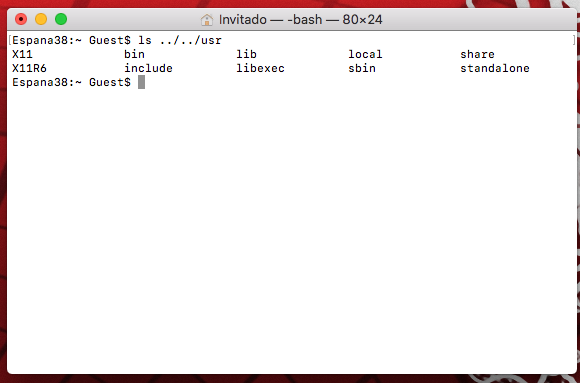 Invitado — -bash — 80×24
[Espana38:~ Guest$ ls ../../usr ]
X11 bin lib local share
X11R6 include libexec sbin standalone
Espana38:~ Guest$